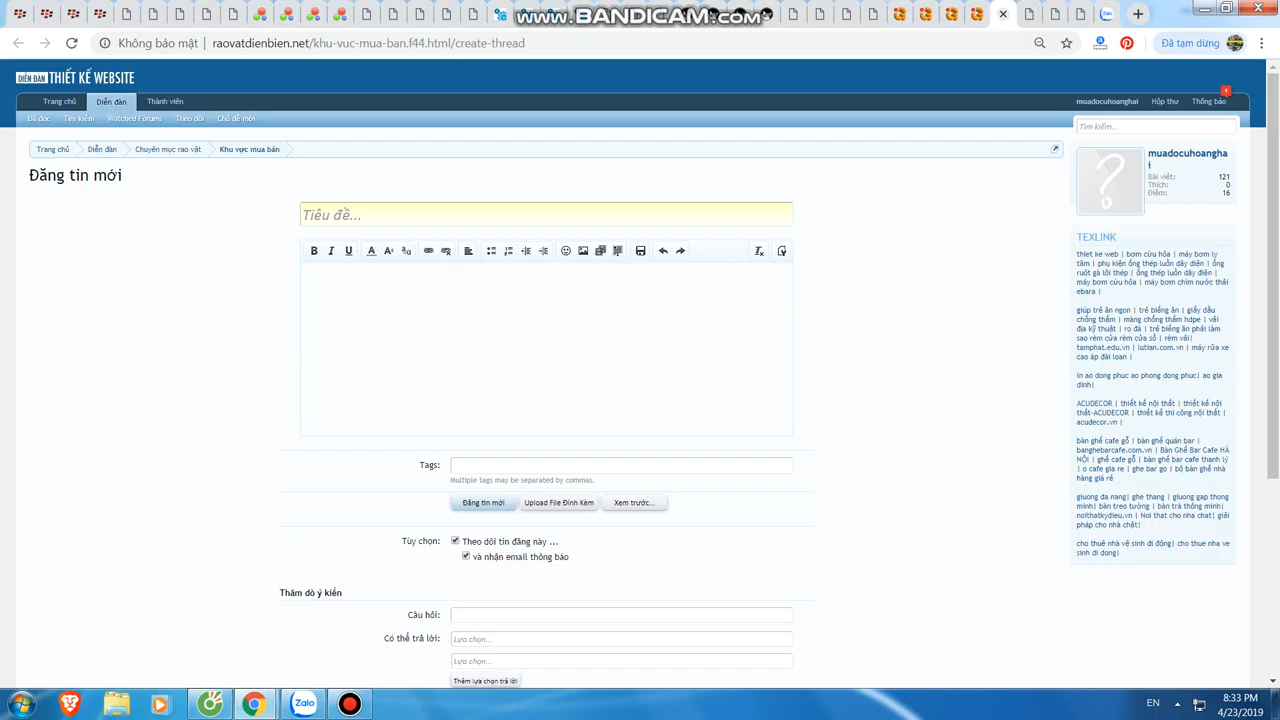 www.BANDICAM.com
Không bảo mật | raovatdienbien.net/khu-vuc-mua-ban.f44.html/create-thread
Đã tạm dừng
DIỄN ĐÀN THIẾT KẾ WEBSITE
Trang chủ Diễn đàn Thành viên
muadocuhoanghai Hộp thư Thông báo 1
Đã đọc Tìm kiếm Watched Forums Theo dõi Chủ đề mới
Tìm kiếm...
Trang chủ Diễn đàn Chuyên mục rao vặt Khu vực mua bán
Đăng tin mới
Tiêu đề...
Tags:
Multiple tags may be separated by commas.
Đăng tin mới Upload File Đính Kèm Xem trước...
Tùy chọn: Theo dõi tin đăng này ...
và nhận email thông báo
Thăm dò ý kiến
Câu hỏi:
Có thể trả lời: Lựa chọn...
Lựa chọn...
Thêm lựa chọn trả lời
muadocuhoangha
i
Bài viết: 121
Thích: 0
Điểm: 16
TEXLINK
thiet ke web | bơm cứu hỏa | máy bơm ly
tâm | phụ kiện ống thép luồn dây điện | ống
ruột gà lõi thép | ống thép luồn dây điện |
máy bơm cứu hỏa | máy bơm chìm nước thải
ebara |
giúp trẻ ăn ngon | trẻ biếng ăn | giấy dầu
chống thấm | màng chống thấm hdpe | vải
địa kỹ thuật | rọ đá | trẻ biếng ăn phải làm
sao rèm cửa rèm cửa sổ | rèm vải|
tamphat.edu.vn | lutian.com.vn | máy rửa xe
cao áp đài loan |
in ao dong phuc ao phong dong phuc| ao gia
dinh|
ACUDECOR | thiết kế nội thất | thiết kế nội
thất-ACUDECOR | thiết kế thi công nội thất |
acudecor.vn |
bàn ghế cafe gỗ | bàn ghế quán bar |
banghebarcafe.com.vn | Bàn Ghế Bar Cafe HÀ
NỘI | ghế cafe gỗ | bàn ghế bar cafe thanh lý
| o cafe gia re | ghe bar go | bộ bàn ghế nhà
hàng giá rẻ
giuong da nang| ghe thang | giuong gap thong
minh| bàn treo tường | bàn trà thông minh|
noithatkydieu.vn | Noi that cho nha chat| giải
pháp cho nhà chật|
cho thuê nhà vệ sinh di động| cho thue nha ve
sinh di dong|
Zalo
EN
8:33 PM
4/23/2019